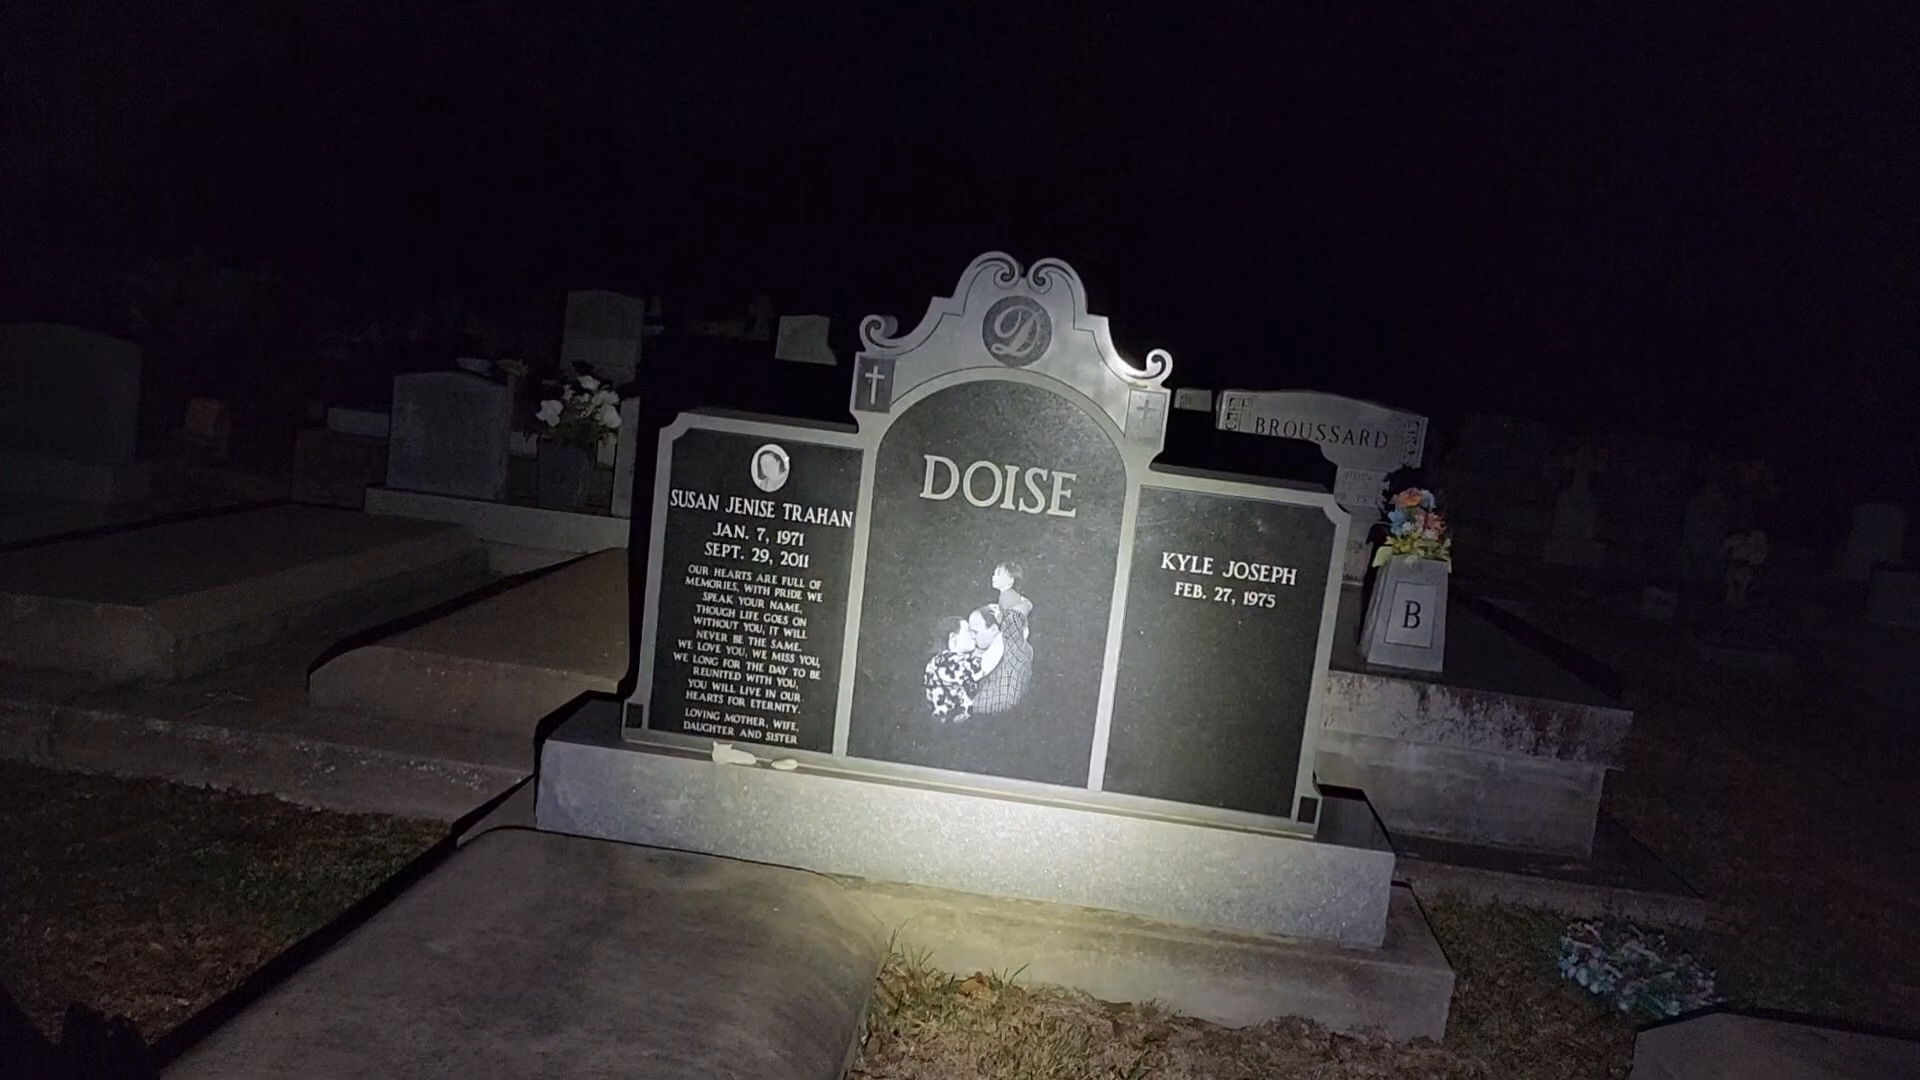 D
DOISE
SUSAN JENISE TRAHAN
JAN. 7, 1971
SEPT. 29, 2011
OUR HEARTS ARE FULL OF
MEMORIES, WITH PRIDE WE
SPEAK YOUR NAME,
THOUGH LIFE GOES ON
WITHOUT YOU, IT WILL
NEVER BE THE SAME.
WE LOVE YOU, WE MISS YOU,
WE LONG FOR THE DAY TO BE
REUNITED WITH YOU.
YOU WILL LIVE IN OUR
HEARTS FOR ETERNITY.
LOVING MOTHER, WIFE,
DAUGHTER AND SISTER
KYLE JOSEPH
FEB. 27, 1975
BROUSSARD
B